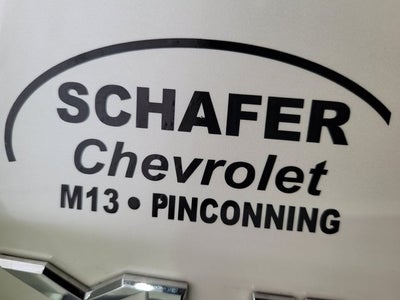 SCHAFER
Chevrolet
M13 • PINCONNING